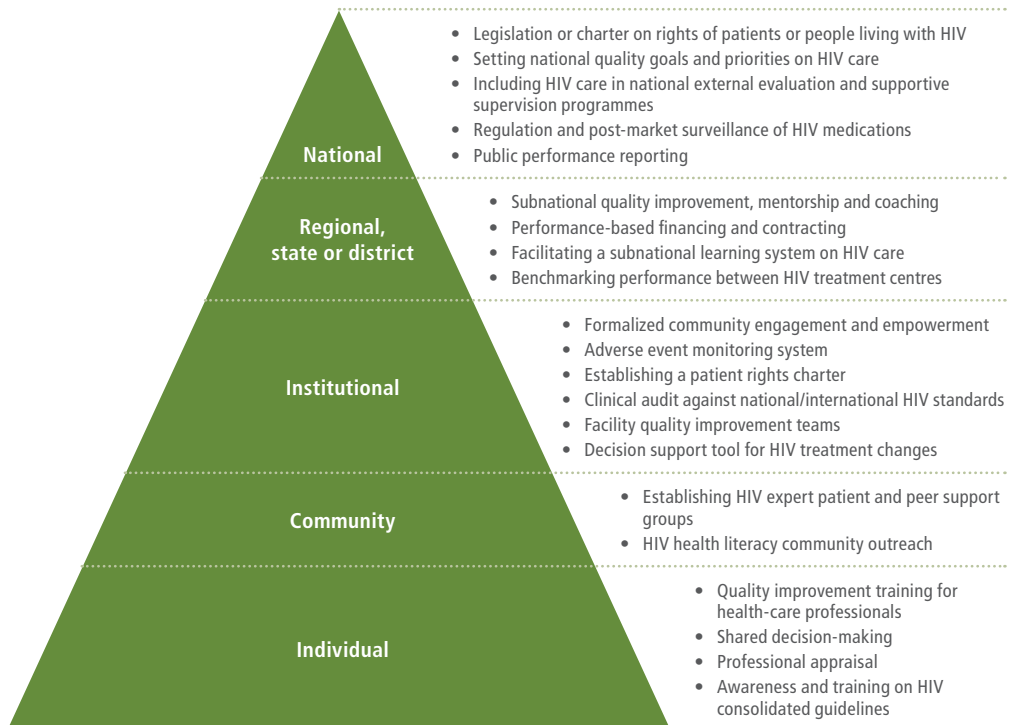 • Legislation or charter on rights of patients or people living with HIV
• Setting national quality goals and priorities on HIV care
• Including HIV care in national external evaluation and supportive
supervision programmes
• Regulation and post-market surveillance of HIV medications
• Public performance reporting
National
• Subnational quality improvement, mentorship and coaching
• Performance-based financing and contracting
• Facilitating a subnational learning system on HIV care
• Benchmarking performance between HIV treatment centres
Regional,
state or district
• Formalized community engagement and empowerment
• Adverse event monitoring system
• Establishing a patient rights charter
• Clinical audit against national/international HIV standards
• Facility quality improvement teams
• Decision support tool for HIV treatment changes
Institutional
• Establishing HIV expert patient and peer support
groups
• HIV health literacy community outreach
Community
• Quality improvement training for
health-care professionals
• Shared decision-making
• Professional appraisal
• Awareness and training on HIV
consolidated guidelines
Individual